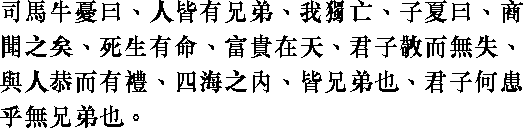 司馬牛憂曰、人皆有兄弟、我獨亡、子夏曰、商
聞之矣、死生有命、富貴在天、君子敬而無失、
與人恭而有禮、四海之內、皆兄弟也、君子何患
乎無兄弟也。